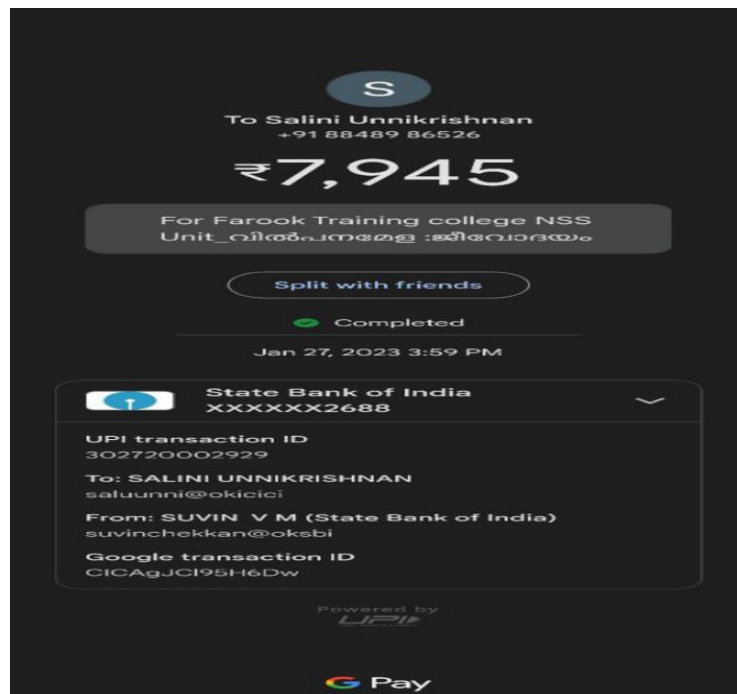 S
To Salini Unnikrishnan
+91 88489 86526
₹7,945
For Farook Training college NSS
Unit_വിൽപനമേള :ജീവോദയം
Split with friends
Completed
Jan 27, 2023 3:59 PM
State Bank of India
XXXXXX2688
UPI transaction ID
302720002929
To: SALINI UNNIKRISHNAN
saluunni@okicici
From: SUVIN V M (State Bank of India)
suvinchekkan@oksbi
Google transaction ID
CICAgJCI95H6Dw
Powered by
UPI
G Pay